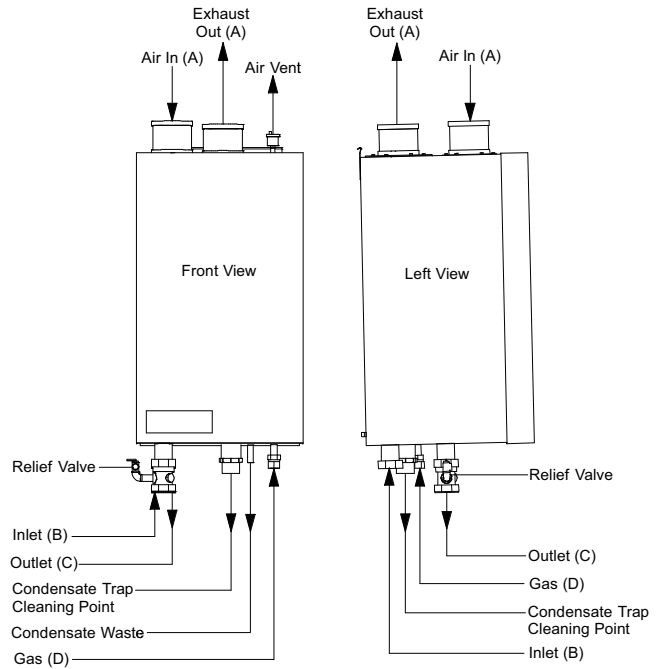 Exhaust
Out (A)
Air In (A)
Air Vent
Front View
Relief Valve
Inlet (B)
Outlet (C)
Condensate Trap
Cleaning Point
Condensate Waste
Gas (D)
Exhaust
Out (A)
Air In (A)
Left View
Relief Valve
Outlet (C)
Gas (D)
Condensate Trap
Cleaning Point
Inlet (B)